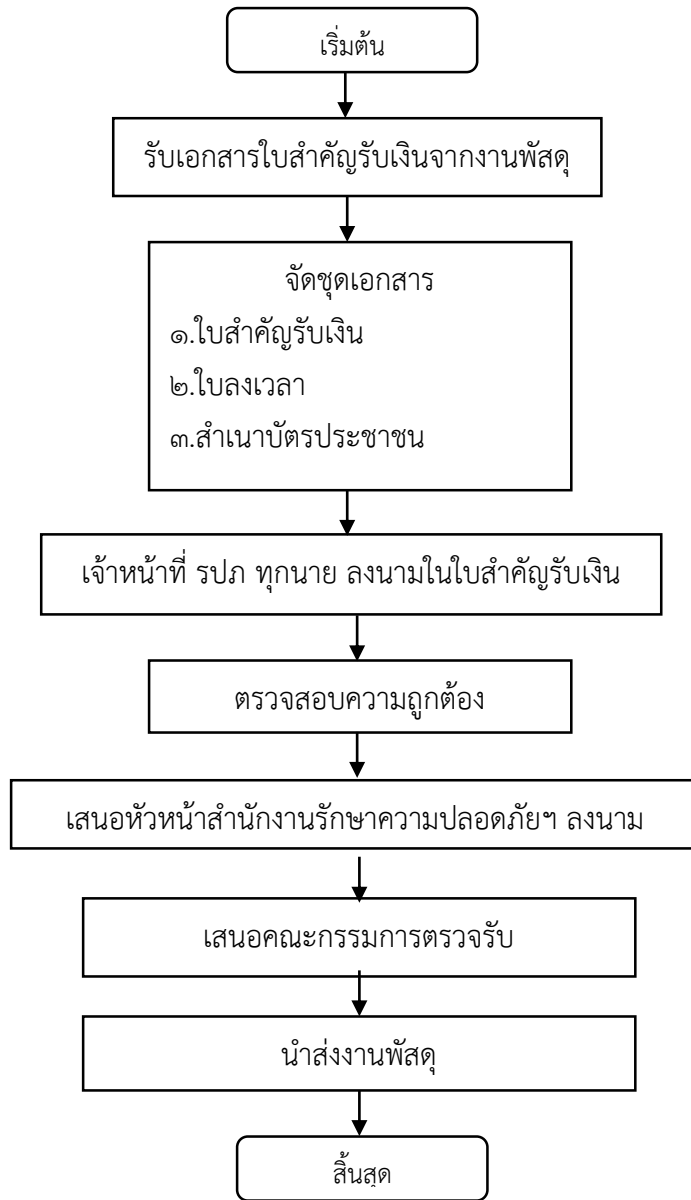 เริ่มต้น
รับเอกสารใบสำคัญรับเงินจากงานพัสดุ
จัดชุดเอกสาร
๑.ใบสำคัญรับเงิน
๒.ใบลงเวลา
๓.สำเนาบัตรประชาชน
เจ้าหน้าที่ รปภ ทุกนาย ลงนามในใบสำคัญรับเงิน
ตรวจสอบความถูกต้อง
เสนอหัวหน้าสำนักงานรักษาความปลอดภัยฯ ลงนาม
เสนอคณะกรรมการตรวจรับ
นำส่งงานพัสดุ
สิ้นสุด